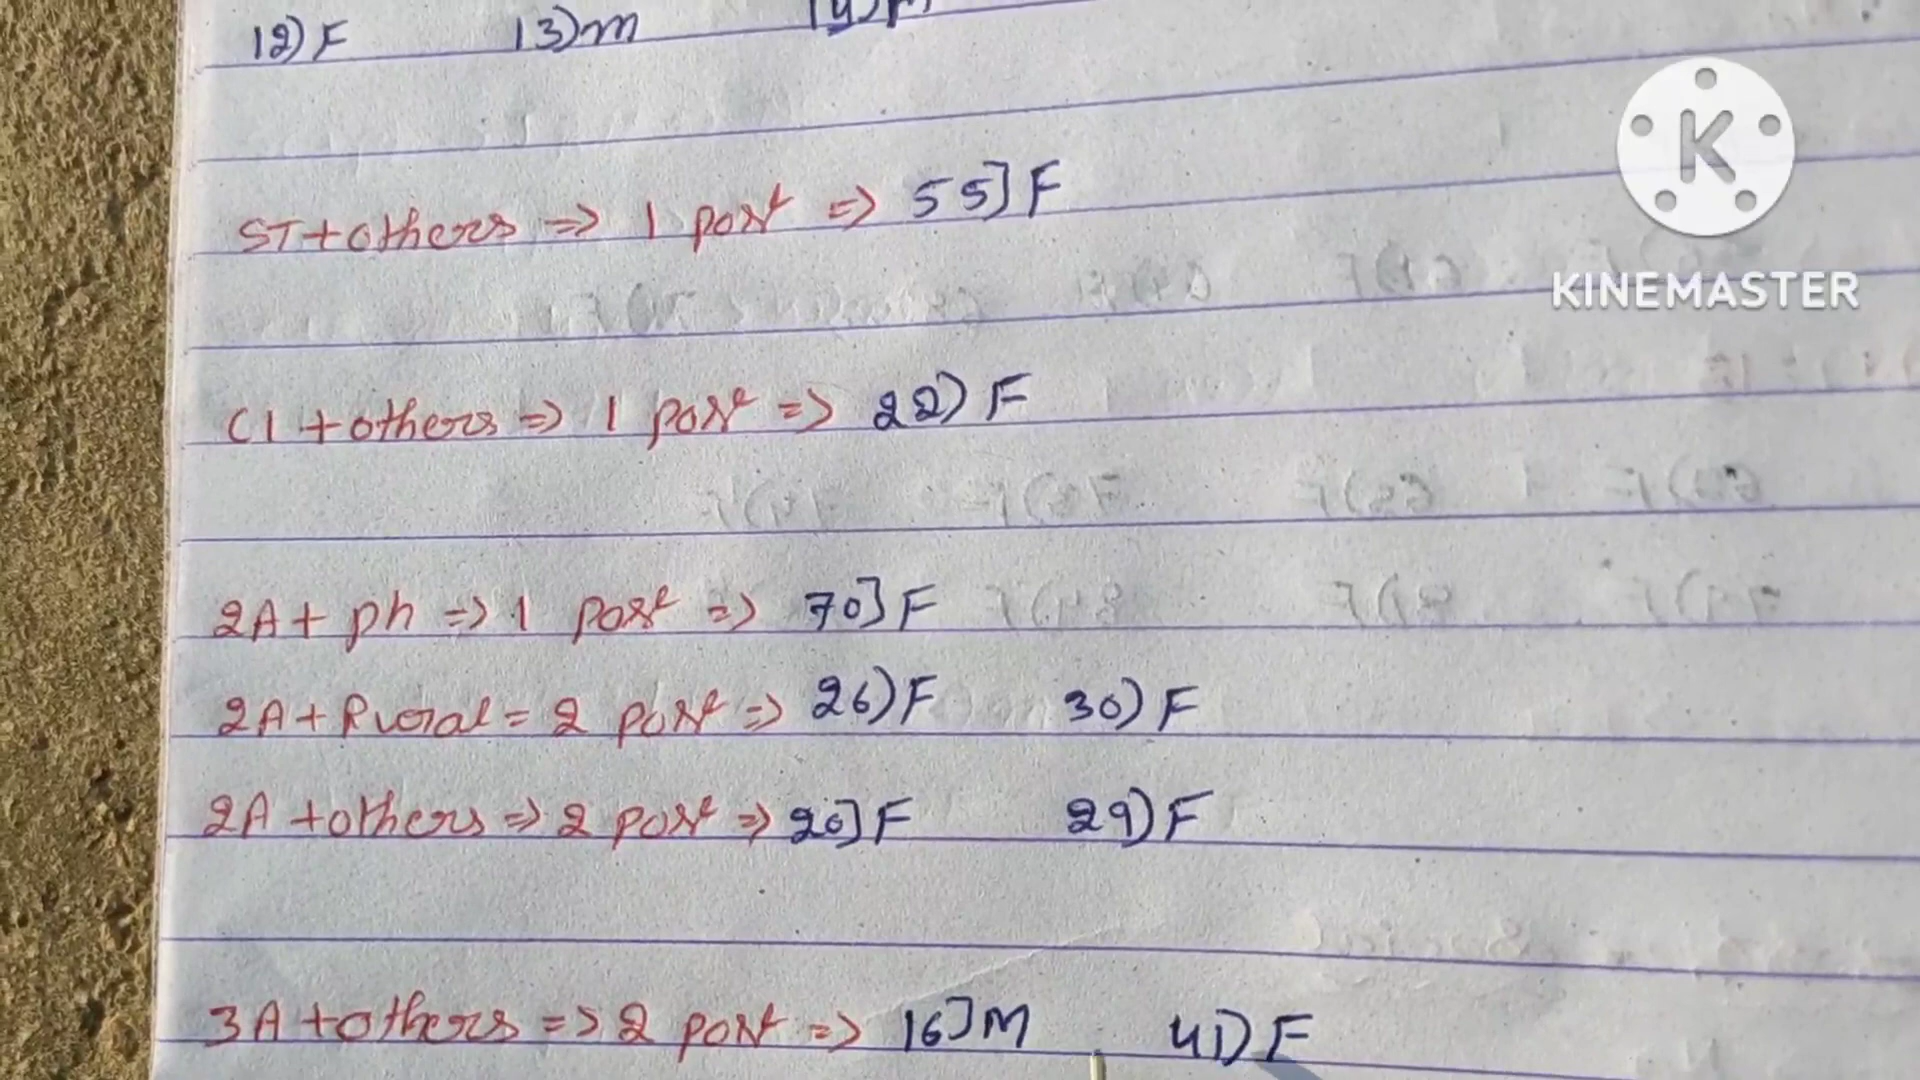 12) F 13) m
ST + others => 1 post => 55] F
KINEMASTER
C1 + others => 1 post => 22) F
2A + ph => 1 post => 70] F
2A + Rural = 2 post => 26) F 30) F
2A + others => 2 post => 20] F 29) F
3A + others => 2 post => 16] M 41) F